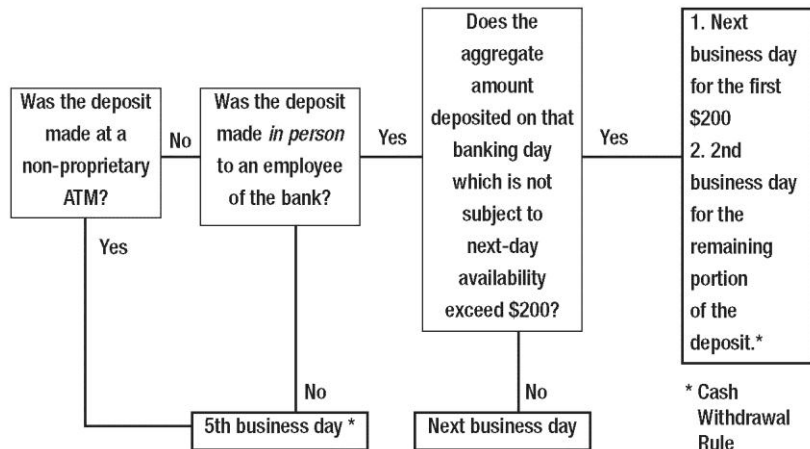 Was the deposit
made at a
non-proprietary
ATM?
No
Was the deposit
made in person
to an employee
of the bank?
Yes
Does the
aggregate
amount
deposited on that
banking day
which is not
subject to
next-day
availability
exceed $200?
Yes
1. Next
business day
for the first
$200
2. 2nd
business day
for the
remaining
portion
of the
deposit.*
Yes
No
No
5th business day *
Next business day
* Cash
Withdrawal
Rule